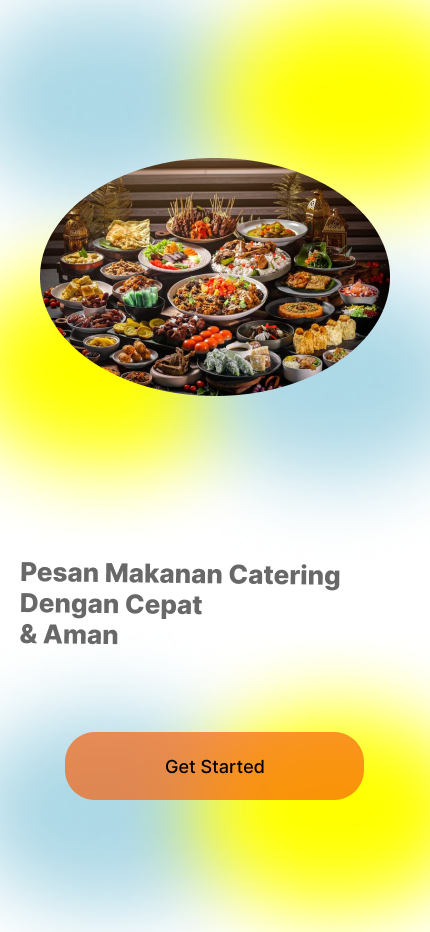 Pesan Makanan Catering
Dengan Cepat
& Aman
Get Started